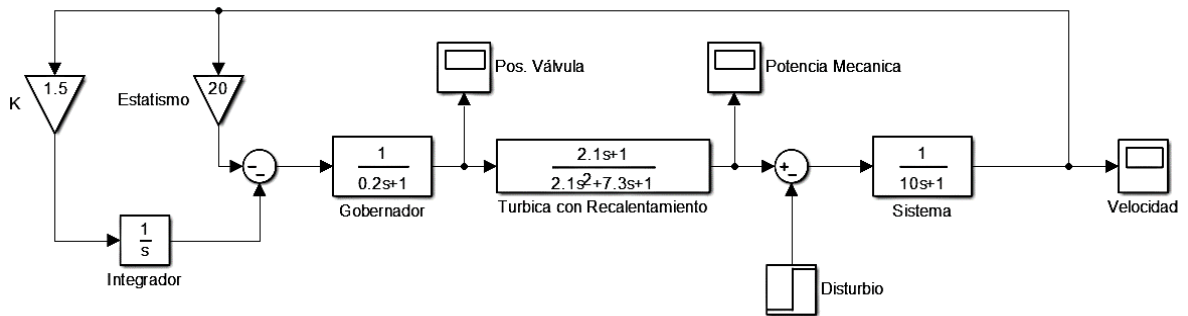 Pos. Válvula
Potencia Mecanica
K
1.5
Estatismo
20
1
0.2s+1
Gobernador
2.1s+1
2.1s2+7.3s+1
Turbica con Recalentamiento
1
10s+1
Sistema
Velocidad
1
s
Integrador
Disturbio